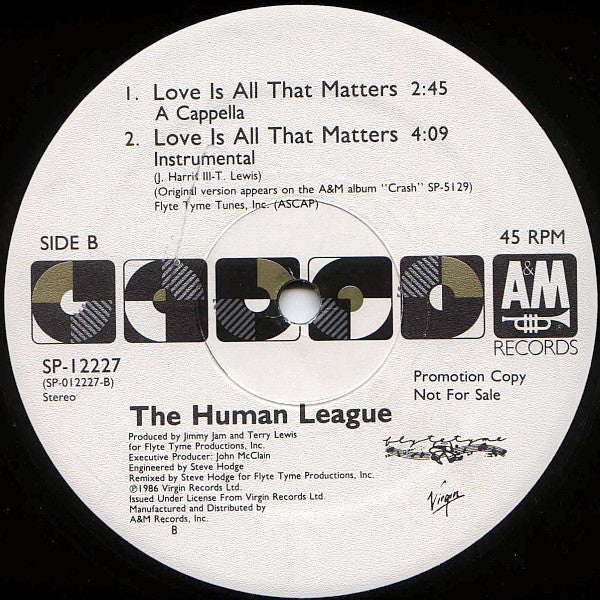 1. Love Is All That Matters 2:45
A Cappella
2. Love Is All That Matters 4:09
Instrumental
(J. Harris III-T. Lewis)
(Original version appears on the A&M album "Crash" SP-5129)
Flyte Tyme Tunes, Inc. (ASCAP)
SIDE B
45 RPM
A&M
RECORDS
SP-12227
(SP-012227-B)
Stereo
Promotion Copy
Not For Sale
The Human League
Produced by Jimmy Jam and Terry Lewis
for Flyte Tyme Productions, Inc.
Executive Producer: John McClain
Engineered by Steve Hodge
Remixed by Steve Hodge for Flyte Tyme Productions, Inc.
℗1986 Virgin Records Ltd.
Issued Under License From Virgin Records Ltd.
Manufactured and Distributed by
A&M Records, Inc.
B
flyte tyme
Virgin